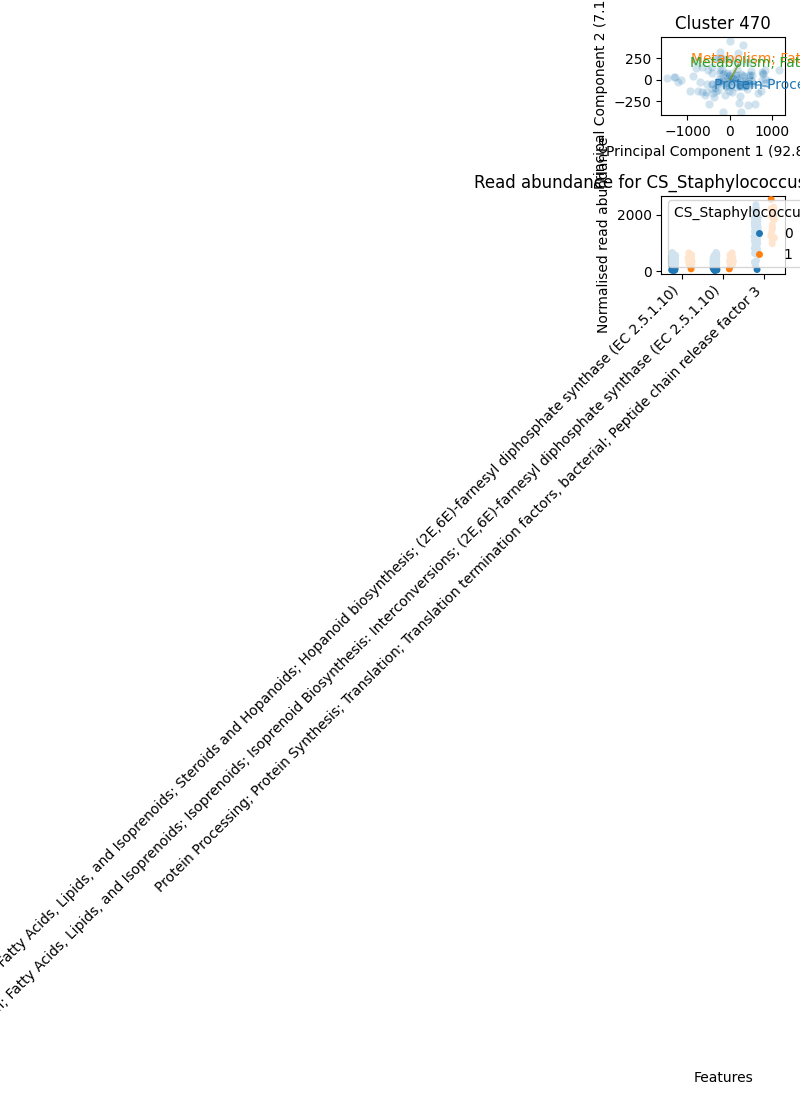 Cluster 470
Principal Component 2 (7.1
250
0
−250
Metabolism; Fat
Metabolism; Fat
Protein Proce
−1000
0
1000
Principal Component 1 (92.8
Read abundance for CS_Staphylococcus
Normalised read abundance
2000
0
CS_Staphylococcu
0
1
Fatty Acids, Lipids, and Isoprenoids; Steroids and Hopanoids; Hopanoid biosynthesis; (2E,6E)-farnesyl diphosphate synthase (EC 2.5.1.10)
; Fatty Acids, Lipids, and Isoprenoids; Isoprenoid Biosynthesis: Interconversions; (2E,6E)-farnesyl diphosphate synthase (EC 2.5.1.10)
Protein Processing; Protein Synthesis; Translation; Translation termination factors, bacterial; Peptide chain release factor 3
Features